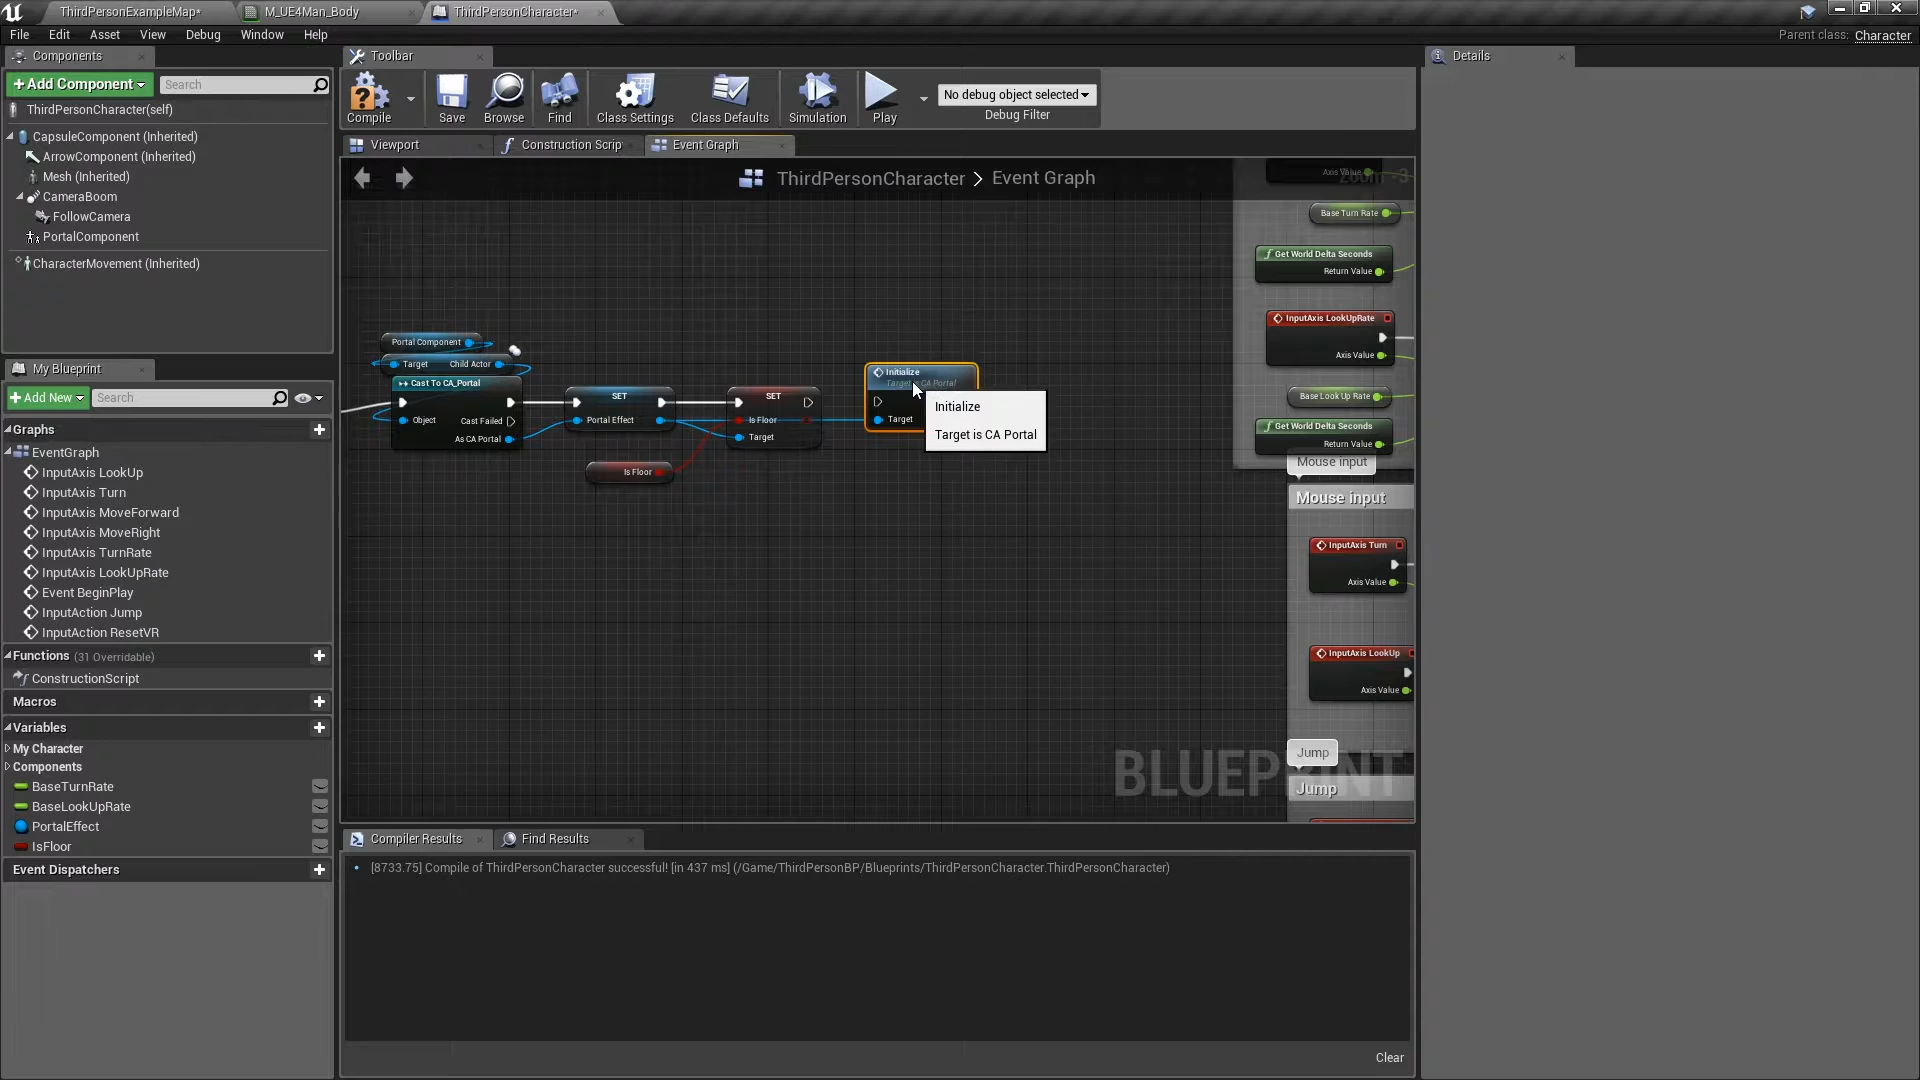 ThirdPersonExampleMap*
M_UE4Man_Body
ThirdPersonCharacter*
File Edit Asset View Debug Window Help
Parent class: Character
Components
+Add Component
Search
ThirdPersonCharacter(self)
CapsuleComponent (Inherited)
ArrowComponent (Inherited)
Mesh (Inherited)
CameraBoom
FollowCamera
PortalComponent
CharacterMovement (Inherited)
My Blueprint
+Add New
Search
Graphs
EventGraph
InputAxis LookUp
InputAxis Turn
InputAxis MoveForward
InputAxis MoveRight
InputAxis TurnRate
InputAxis LookUpRate
Event BeginPlay
InputAction Jump
InputAction ResetVR
Functions (31 Overridable)
ConstructionScript
Macros
Variables
My Character
Components
BaseTurnRate
BaseLookUpRate
PortalEffect
IsFloor
Event Dispatchers
Toolbar
Compile
Save
Browse
Find
Class Settings
Class Defaults
Simulation
Play
No debug object selected
Debug Filter
Viewport
Construction Scrip
Event Graph
ThirdPersonCharacter > Event Graph
Zoom -3
Portal Component
Target Child Actor
Cast To CA_Portal
Object Cast Failed
As CA Portal
SET
Portal Effect
SET
Is Floor
Target
Is Floor
Initialize
Target is CA Portal
Target
Initialize
Target is CA Portal
Axis Value
Base Turn Rate
Get World Delta Seconds
Return Value
InputAxis LookUpRate
Axis Value
Base Look Up Rate
Get World Delta Seconds
Return Value
Mouse input
Mouse input
InputAxis Turn
Axis Value
InputAxis LookUp
Axis Value
Jump
Jump
BLUEPRINT
Compiler Results
Find Results
[8733.75] Compile of ThirdPersonCharacter successful! [in 437 ms] (/Game/ThirdPersonBP/Blueprints/ThirdPersonCharacter.ThirdPersonCharacter)
Clear
Details